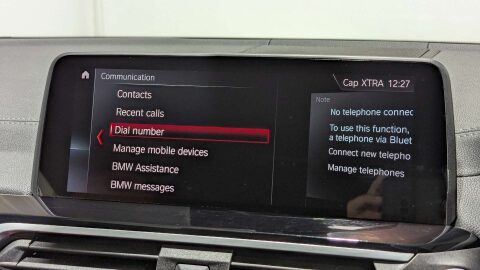 Communication
Cap XTRA 12:27
Contacts
Recent calls
Dial number
Manage mobile devices
BMW Assistance
BMW messages
Note
No telephone connec
To use this function,
a telephone via Bluet
Connect new telepho
Manage telephones